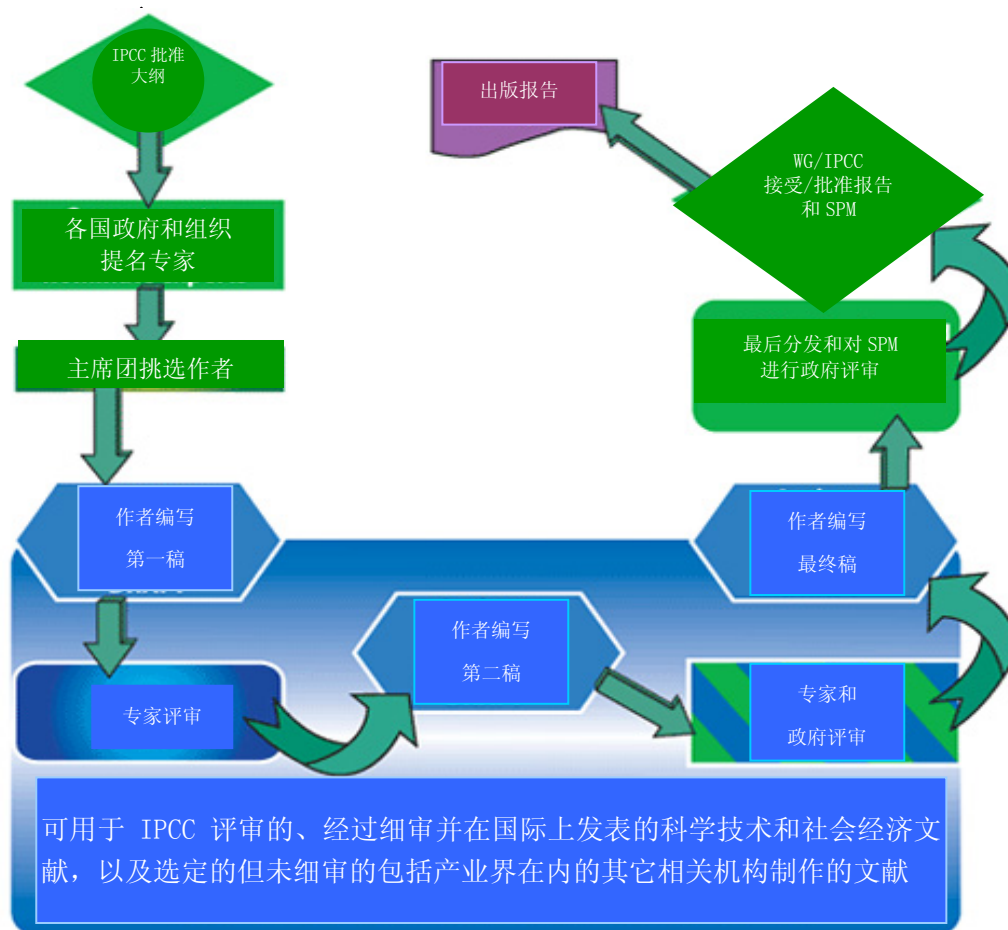 IPCC 批准
大纲
各国政府和组织
提名专家
主席团挑选作者
作者编写
第一稿
专家评审
作者编写
第二稿
专家和
政府评审
作者编写
最终稿
最后分发和对 SPM
进行政府评审
WG/IPCC
接受/批准报告
和 SPM
出版报告
可用于 IPCC 评审的、经过细审并在国际上发表的科学技术和社会经济文
献，以及选定的但未细审的包括产业界在内的其它相关机构制作的文献